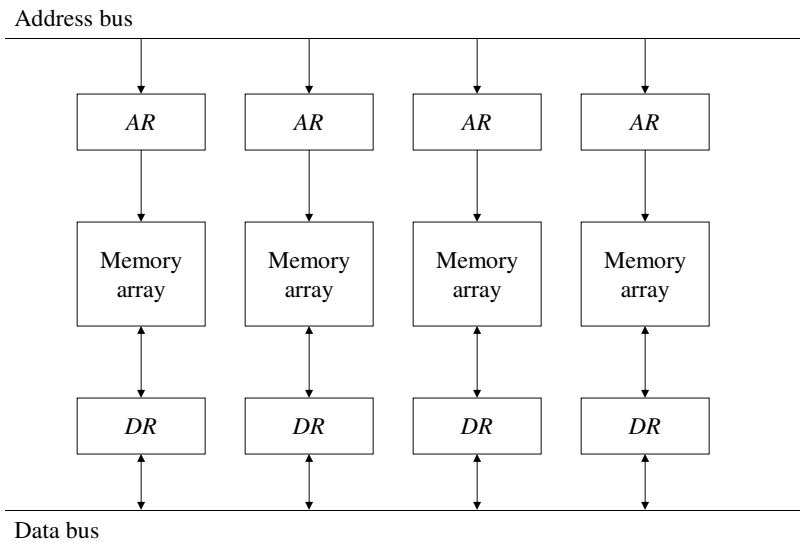 Address bus
AR AR AR AR
Memory Memory Memory Memory
array array array array
DR DR DR DR
Data bus